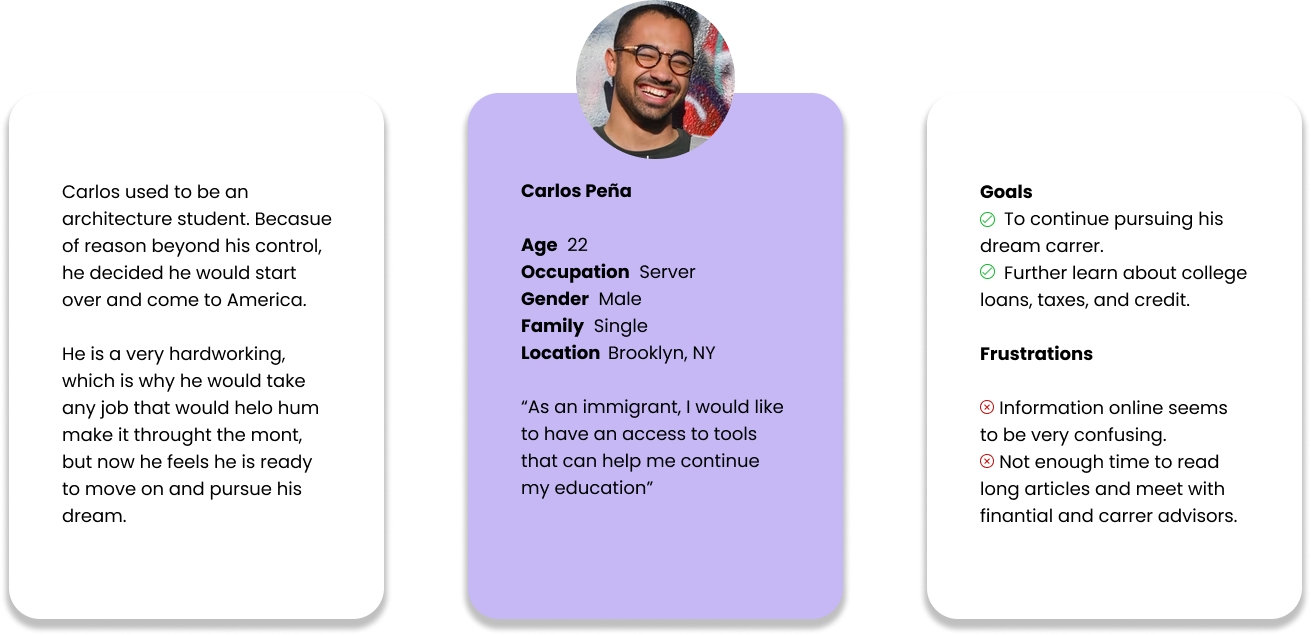 Carlos used to be an
architecture student. Becasue
of reason beyond his control,
he decided he would start
over and come to America.
He is a very hardworking,
which is why he would take
any job that would helo hum
make it throught the mont,
but now he feels he is ready
to move on and pursue his
dream.
Carlos Peña
Age 22
Occupation Server
Gender Male
Family Single
Location Brooklyn, NY
“As an immigrant, I would like
to have an access to tools
that can help me continue
my education”
Goals
To continue pursuing his
dream carrer.
Further learn about college
loans, taxes, and credit.
Frustrations
Information online seems
to be very confusing.
Not enough time to read
long articles and meet with
finantial and carrer advisors.